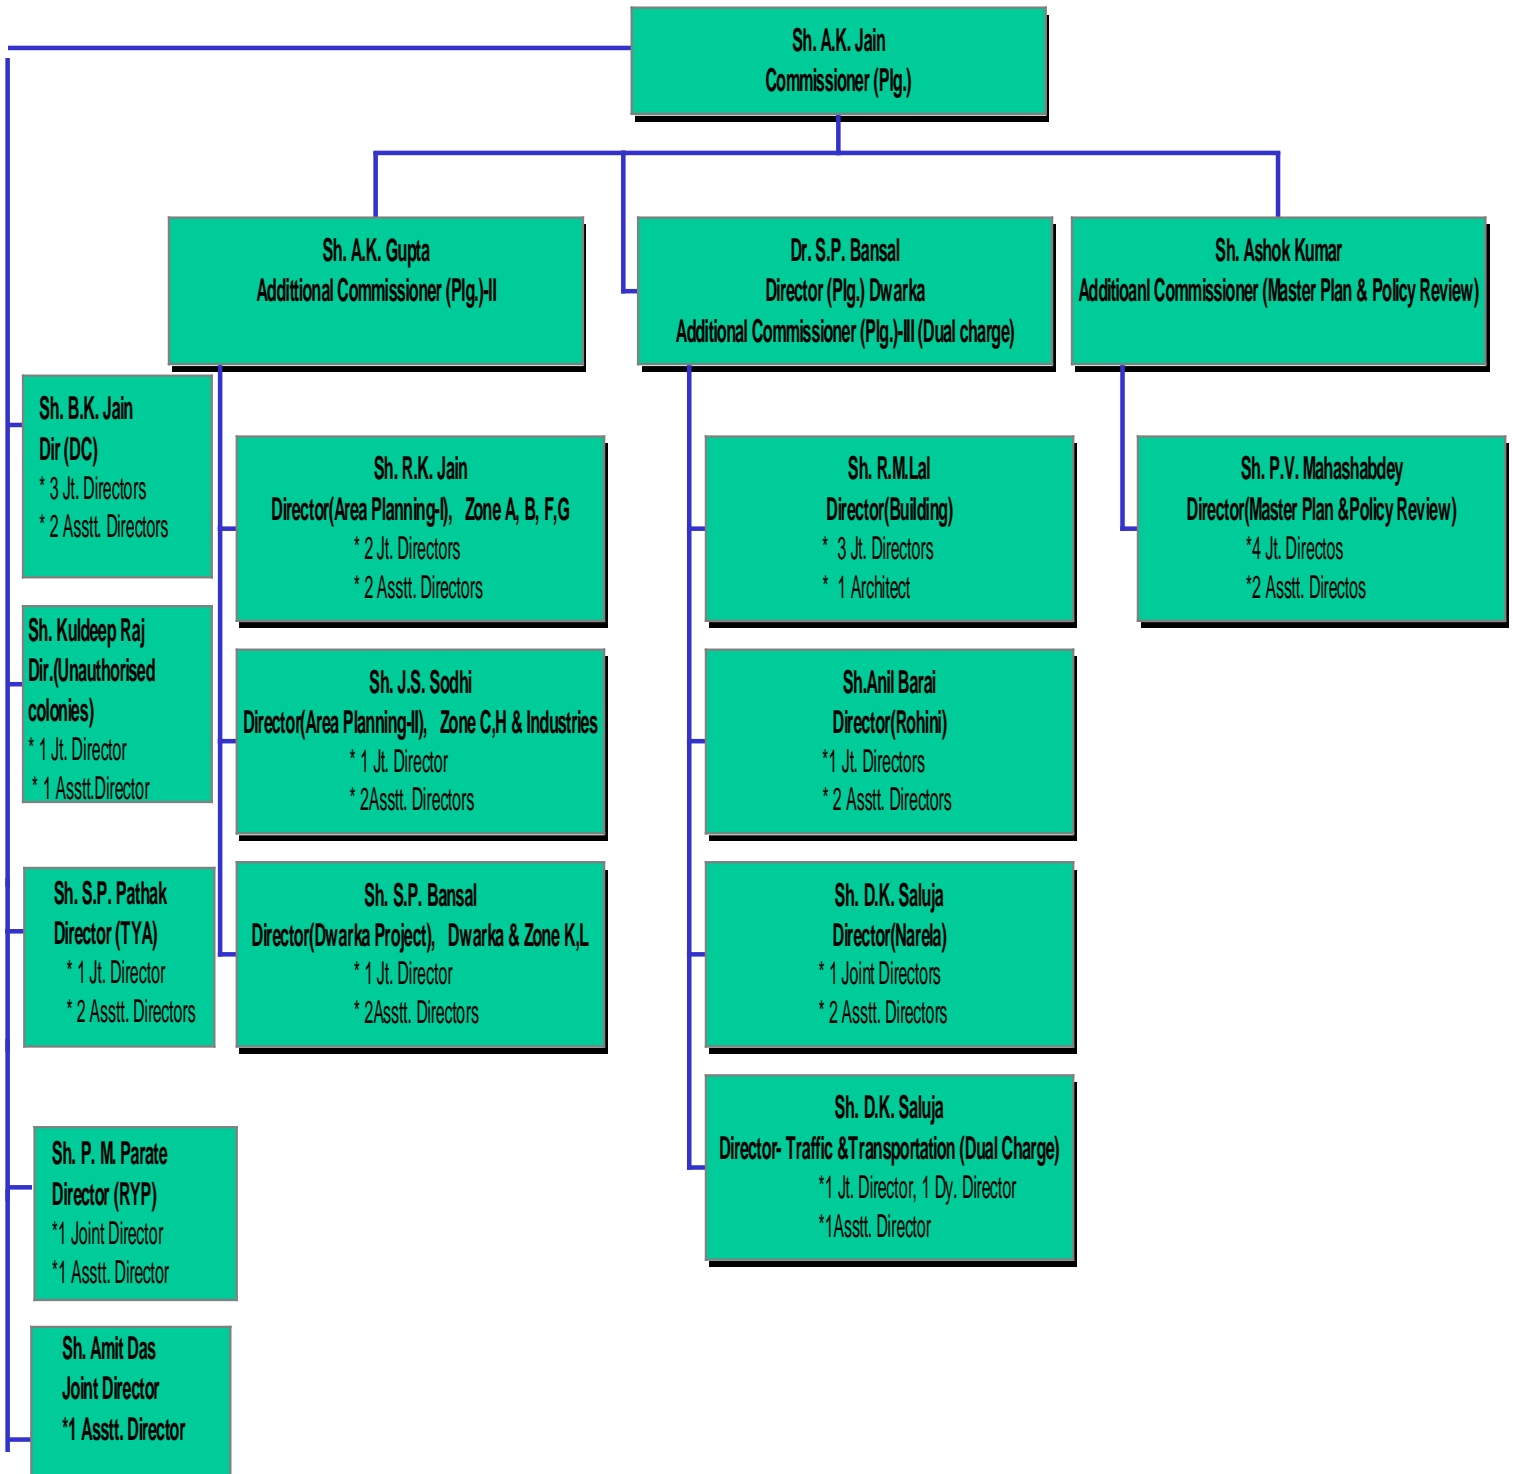 Sh. A.K. Jain
Commissioner (Plg.)
Sh. A.K. Gupta
Addittional Commissioner (Plg.)-II
Dr. S.P. Bansal
Director (Plg.) Dwarka
Additional Commissioner (Plg.)-III (Dual charge)
Sh. Ashok Kumar
Additioanl Commissioner (Master Plan & Policy Review)
Sh. B.K. Jain
Dir (DC)
* 3 Jt. Directors
* 2 Asstt. Directors
Sh. Kuldeep Raj
Dir.(Unauthorised
colonies)
* 1 Jt. Director
* 1 Asstt.Director
Sh. S.P. Pathak
Director (TYA)
* 1 Jt. Director
* 2 Asstt. Directors
Sh. P. M. Parate
Director (RYP)
*1 Joint Director
*1 Asstt. Director
Sh. Amit Das
Joint Director
*1 Asstt. Director
Sh. R.K. Jain
Director(Area Planning-I), Zone A, B, F,G
* 2 Jt. Directors
* 2 Asstt. Directors
Sh. J.S. Sodhi
Director(Area Planning-II), Zone C,H & Industries
* 1 Jt. Director
* 2Asstt. Directors
Sh. S.P. Bansal
Director(Dwarka Project), Dwarka & Zone K,L
* 1 Jt. Director
* 2Asstt. Directors
Sh. R.M.Lal
Director(Building)
* 3 Jt. Directors
* 1 Architect
Sh.Anil Barai
Director(Rohini)
*1 Jt. Directors
* 2 Asstt. Directors
Sh. D.K. Saluja
Director(Narela)
* 1 Joint Directors
* 2 Asstt. Directors
Sh. D.K. Saluja
Director- Traffic &Transportation (Dual Charge)
*1 Jt. Director, 1 Dy. Director
*1Asstt. Director
Sh. P.V. Mahashabdey
Director(Master Plan &Policy Review)
*4 Jt. Directos
*2 Asstt. Directos